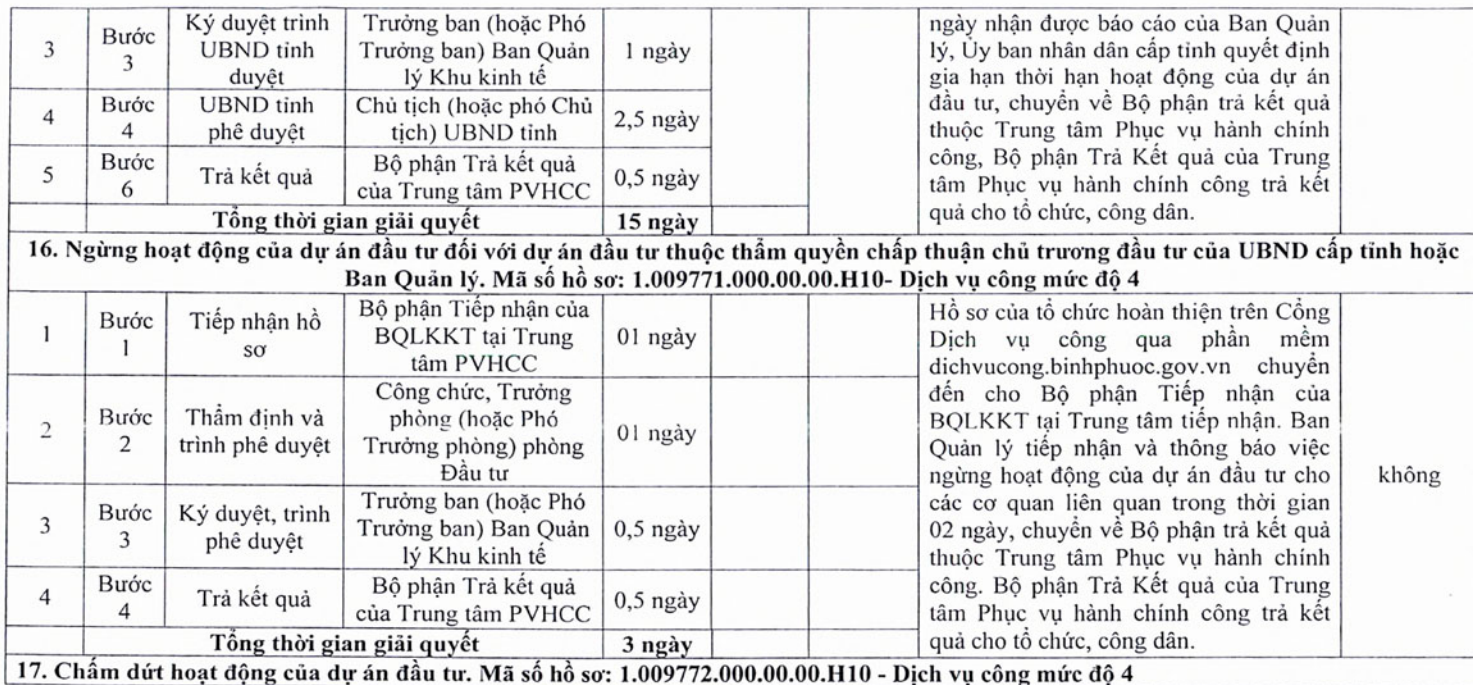 3
Bước
3
Ký duyệt trình
UBND tỉnh
duyệt
Trưởng ban (hoặc Phó
Trưởng ban) Ban Quản
lý Khu kinh tế
1 ngày
ngày nhận được báo cáo của Ban Quản
lý, Ủy ban nhân dân cấp tỉnh quyết định
gia hạn thời hạn hoạt động của dự án
đầu tư, chuyển về Bộ phận trả kết quả
thuộc Trung tâm Phục vụ hành chính
công, Bộ phận Trả Kết quả của Trung
tâm Phục vụ hành chính công trả kết
quả cho tổ chức, công dân.
4
Bước
4
UBND tỉnh
phê duyệt
Chủ tịch (hoặc phó Chủ
tịch) UBND tỉnh
2,5 ngày
5
Bước
6
Trả kết quả
Bộ phận Trả kết quả
của Trung tâm PVHCC
0,5 ngày
Tổng thời gian giải quyết
15 ngày
16. Ngừng hoạt động của dự án đầu tư đối với dự án đầu tư thuộc thẩm quyền chấp thuận chủ trương đầu tư của UBND cấp tỉnh hoặc
Ban Quản lý. Mã số hồ sơ: 1.009771.000.00.00.H10- Dịch vụ công mức độ 4
1
Bước
1
Tiếp nhận hồ
sơ
Bộ phận Tiếp nhận của
BQLKKT tại Trung
tâm PVHCC
01 ngày
Hồ sơ của tổ chức hoàn thiện trên Cổng
Dịch vụ công qua phần mềm
dichvucong.binhphuoc.gov.vn chuyển
đến cho Bộ phận Tiếp nhận của
BQLKKT tại Trung tâm tiếp nhận. Ban
Quản lý tiếp nhận và thông báo việc
ngừng hoạt động của dự án đầu tư cho
các cơ quan liên quan trong thời gian
02 ngày, chuyển về Bộ phận trả kết quả
thuộc Trung tâm Phục vụ hành chính
công. Bộ phận Trả Kết quả của Trung
tâm Phục vụ hành chính công trả kết
quả cho tổ chức, công dân.
không
2
Bước
2
Thẩm định và
trình phê duyệt
Công chức, Trưởng
phòng (hoặc Phó
Trưởng phòng) phòng
Đầu tư
01 ngày
3
Bước
3
Ký duyệt, trình
phê duyệt
Trưởng ban (hoặc Phó
Trưởng ban) Ban Quản
lý Khu kinh tế
0,5 ngày
4
Bước
4
Trả kết quả
Bộ phận Trả kết quả
của Trung tâm PVHCC
0,5 ngày
Tổng thời gian giải quyết
3 ngày
17. Chấm dứt hoạt động của dự án đầu tư. Mã số hồ sơ: 1.009772.000.00.00.H10 - Dịch vụ công mức độ 4